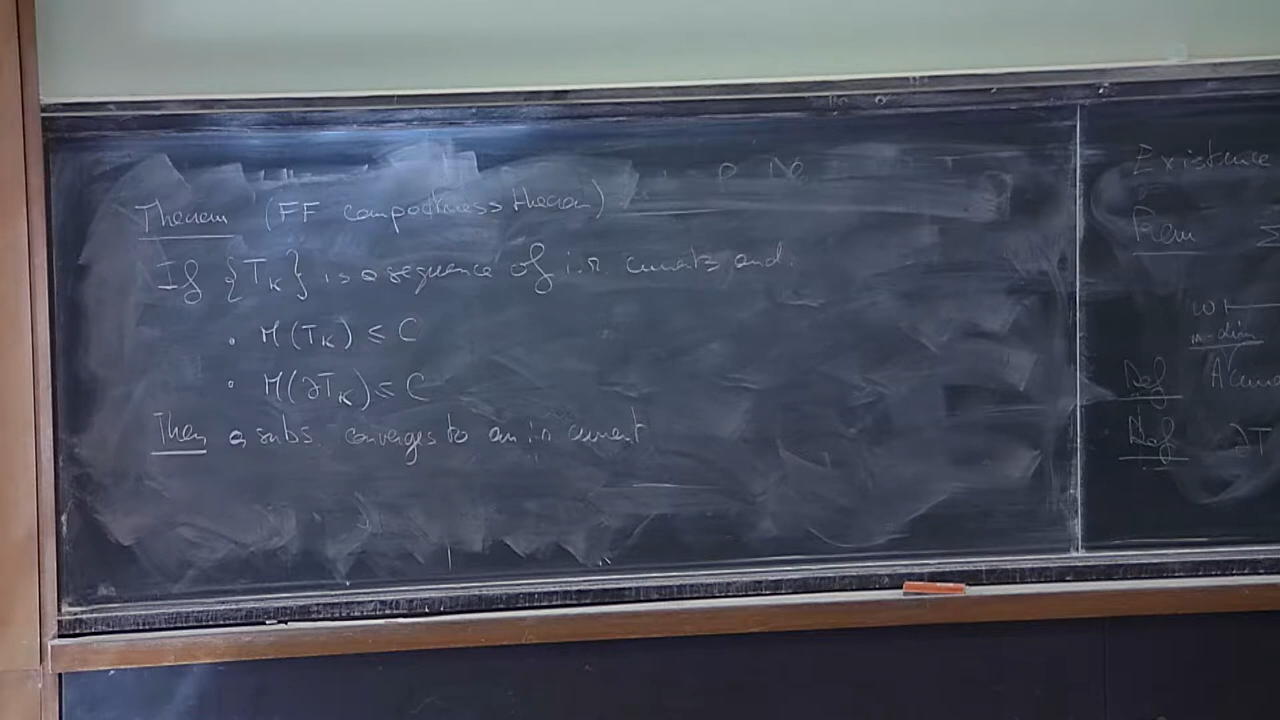 Theorem (FF compactness theorem)
If {T_K} is a sequence of i.r. currents and
• M(T_K) ≤ C
• M(∂T_K) ≤ C
Then a subs. converges to an i.r. current
Existence
Rem
ω ↦
m-dim
Def A
Def ∂T